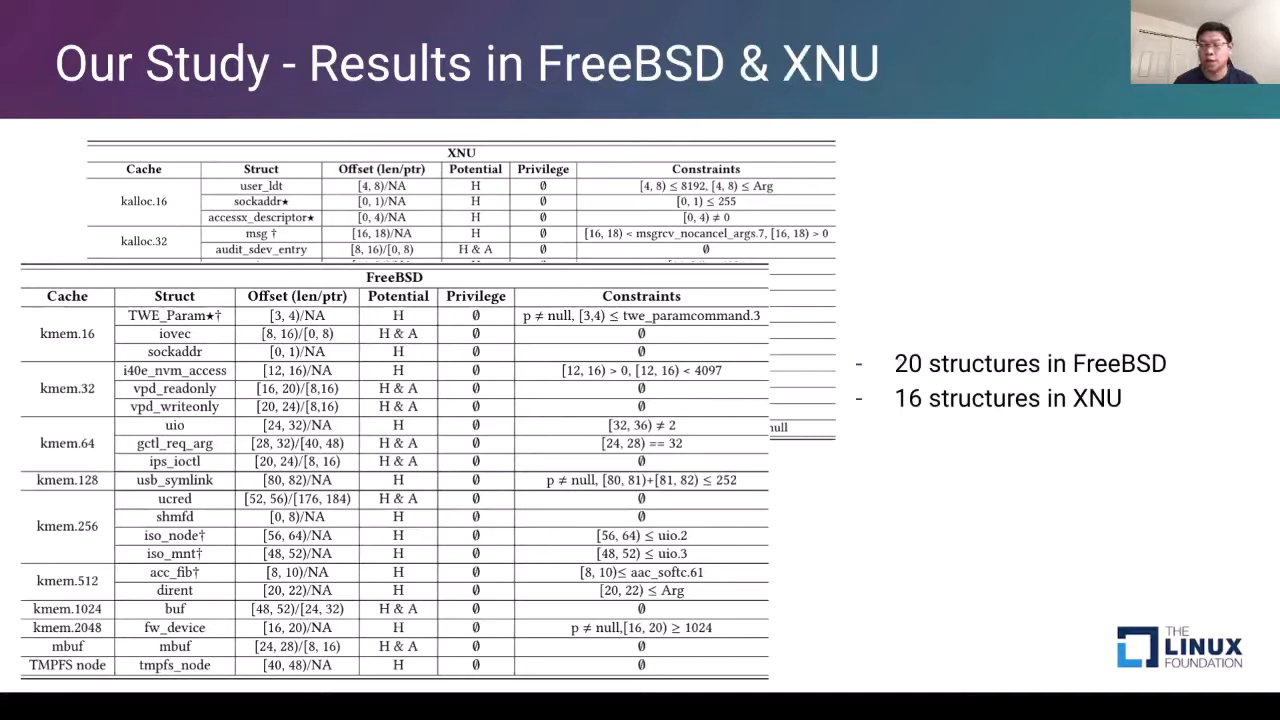 Our Study - Results in FreeBSD & XNU
XNU
Cache Struct Offset (len/ptr) Potential Privilege Constraints
kalloc.16 user_ldt [4, 8)/NA H ∅ [4, 8) ≤ 8192, [4, 8) ≤ Arg
sockaddr★ [0, 1)/NA H ∅ [0, 1) ≤ 255
accessx_descriptor★ [0, 4)/NA H ∅ [0, 4) ≠ 0
kalloc.32 msg † [16, 18)/NA H ∅ [16, 18) < msgrcv_nocancel_args.7, [16, 18) > 0
audit_sdev_entry [8, 16)/[0, 8) H & A ∅ ∅
FreeBSD
Cache Struct Offset (len/ptr) Potential Privilege Constraints
kmem.16 TWE_Param★† [3, 4)/NA H ∅ p ≠ null, [3,4) ≤ twe_paramcommand.3
iovec [8, 16)/[0, 8) H & A ∅ ∅
sockaddr [0, 1)/NA H ∅ ∅
kmem.32 i40e_nvm_access [12, 16)/NA H ∅ [12, 16) > 0, [12, 16) < 4097
vpd_readonly [16, 20)/[8,16) H & A ∅ ∅
vpd_writeonly [20, 24)/[8,16) H & A ∅ ∅
kmem.64 uio [24, 32)/NA H ∅ [32, 36) ≠ 2
gctl_req_arg [28, 32)/[40, 48) H & A ∅ [24, 28) == 32
ips_ioctl [20, 24)/[8, 16) H & A ∅ ∅
kmem.128 usb_symlink [80, 82)/NA H ∅ p ≠ null, [80, 81)+[81, 82) ≤ 252
kmem.256 ucred [52, 56)/[176, 184) H & A ∅ ∅
shmfd [0, 8)/NA H ∅ ∅
iso_node† [56, 64)/NA H ∅ [56, 64) ≤ uio.2
iso_mnt† [48, 52)/NA H ∅ [48, 52) ≤ uio.3
kmem.512 acc_fib† [8, 10)/NA H ∅ [8, 10)≤ aac_softc.61
dirent [20, 22)/NA H ∅ [20, 22) ≤ Arg
kmem.1024 buf [48, 52)/[24, 32) H & A ∅ ∅
kmem.2048 fw_device [16, 20)/NA H ∅ p ≠ null,[16, 20) ≥ 1024
mbuf mbuf [24, 28)/[8, 16) H & A ∅ ∅
TMPFS node tmpfs_node [40, 48)/NA H ∅ ∅
- 20 structures in FreeBSD
- 16 structures in XNU
THE
LINUX
FOUNDATION